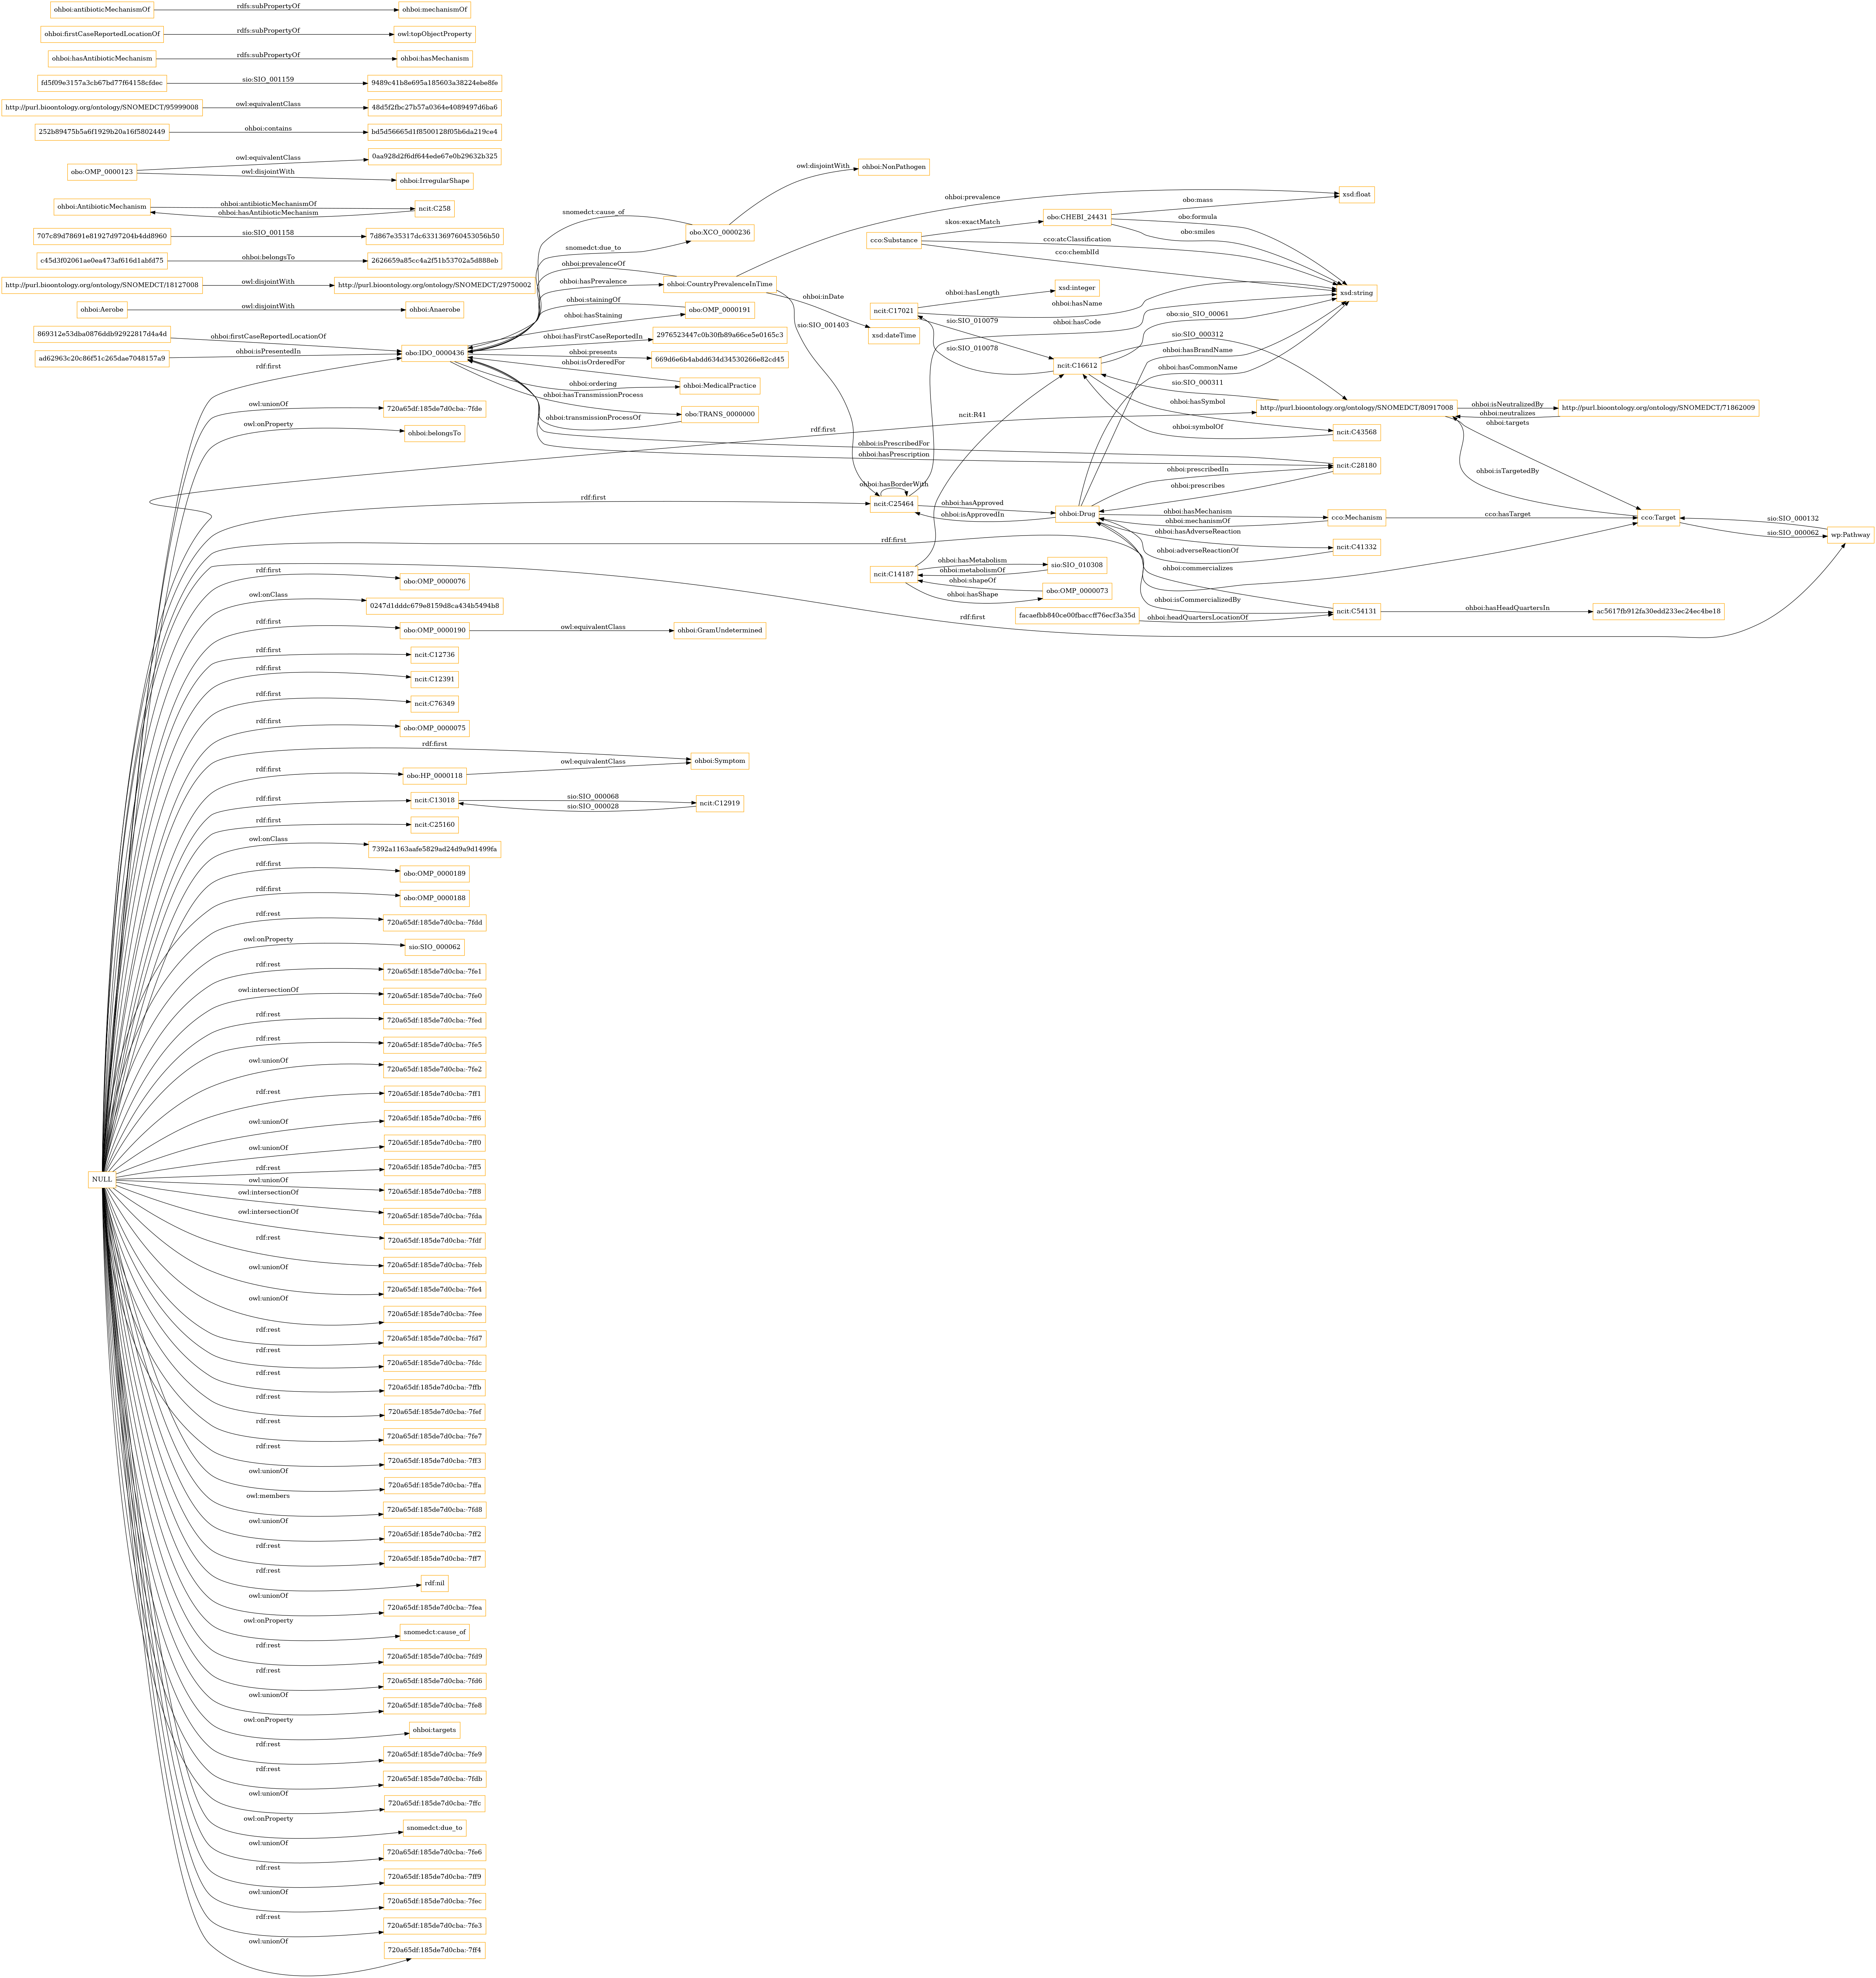 ohboi:antibioticMechanismOf
rdfs:subPropertyOf
ohboi:mechanismOf
ohboi:firstCaseReportedLocationOf
rdfs:subPropertyOf
owl:topObjectProperty
ohboi:hasAntibioticMechanism
rdfs:subPropertyOf
ohboi:hasMechanism
fd5f09e3157a3cb67bd77f64158cfdec
sio:SIO_001159
9489c41b8e695a185603a38224ebe8fe
http://purl.bioontology.org/ontology/SNOMEDCT/95999008
owl:equivalentClass
48d5f2fbc27b57a0364e4089497d6ba6
252b89475b5a6f1929b20a16f5802449
ohboi:contains
bd5d56665d1f8500128f05b6da219ce4
obo:OMP_0000123
owl:equivalentClass
0aa928d2f6df644ede67e0b29632b325
owl:disjointWith
ohboi:IrregularShape
ohboi:AntibioticMechanism
ohboi:antibioticMechanismOf
ohboi:hasAntibioticMechanism
ncit:C258
707c89d78691e81927d97204b4dd8960
sio:SIO_001158
7d867e35317dc6331369760453056b50
c45d3f02061ae0ea473af616d1abfd75
ohboi:belongsTo
2626659a85cc4a2f51b53702a5d888eb
http://purl.bioontology.org/ontology/SNOMEDCT/18127008
owl:disjointWith
http://purl.bioontology.org/ontology/SNOMEDCT/29750002
ohboi:Aerobe
owl:disjointWith
ohboi:Anaerobe
869312e53dba0876ddb92922817d4a4d
ohboi:firstCaseReportedLocationOf
ad62963c20c86f51c265dae7048157a9
ohboi:isPresentedIn
obo:IDO_0000436
rdf:first
snomedct:cause_of
snomedct:due_to
obo:XCO_0000236
owl:disjointWith
ohboi:NonPathogen
ohboi:prevalenceOf
ohboi:hasPrevalence
ohboi:CountryPrevalenceInTime
ohboi:prevalence
xsd:float
ohboi:inDate
xsd:dateTime
sio:SIO_001403
ohboi:stainingOf
ohboi:hasStaining
obo:OMP_0000191
ohboi:hasFirstCaseReportedIn
2976523447c0b30fb89a66ce5e0165c3
ohboi:presents
669d6e6b4abdd634d34530266e82cd45
ohboi:isOrderedFor
ohboi:ordering
ohboi:MedicalPractice
ohboi:hasTransmissionProcess
ohboi:transmissionProcessOf
obo:TRANS_0000000
ohboi:isPrescribedFor
ohboi:hasPrescription
cco:Substance
skos:exactMatch
cco:atcClassification
cco:chemblId
obo:CHEBI_24431
obo:mass
obo:formula
obo:smiles
xsd:string
ncit:C17021
ohboi:hasLength
xsd:integer
ohboi:hasName
sio:SIO_010079
sio:SIO_010078
ohboi:hasCode
obo:sio_SIO_00061
ncit:C16612
sio:SIO_000312
sio:SIO_000311
ohboi:hasSymbol
ohboi:symbolOf
ncit:C43568
ohboi:hasBrandName
ohboi:hasCommonName
http://purl.bioontology.org/ontology/SNOMEDCT/80917008
ohboi:isNeutralizedBy
ohboi:neutralizes
http://purl.bioontology.org/ontology/SNOMEDCT/71862009
ohboi:targets
ohboi:isTargetedBy
ncit:R41
ncit:C28180
ohboi:prescribedIn
ohboi:prescribes
ohboi:hasBorderWith
ncit:C25464
ohboi:hasApproved
ohboi:isApprovedIn
ohboi:Drug
ohboi:hasMechanism
ohboi:mechanismOf
cco:Mechanism
cco:hasTarget
cco:Target
sio:SIO_000132
sio:SIO_000062
wp:Pathway
ohboi:hasAdverseReaction
ohboi:adverseReactionOf
ncit:C41332
ohboi:commercializes
ohboi:isCommercializedBy
ncit:C54131
ohboi:hasHeadQuartersIn
ac5617fb912fa30edd233ec24ec4be18
ncit:C14187
ohboi:hasMetabolism
ohboi:metabolismOf
sio:SIO_010308
ohboi:shapeOf
ohboi:hasShape
obo:OMP_0000073
facaefbb840ce00fbaccff76ecf3a35d
ohboi:headQuartersLocationOf
NULL
owl:unionOf
720a65df:185de7d0cba:-7fde
owl:onProperty
ohboi:belongsTo
rdf:first
rdf:first
rdf:first
rdf:first
rdf:first
obo:OMP_0000076
owl:onClass
0247d1dddc679e8159d8ca434b5494b8
rdf:first
obo:OMP_0000190
owl:equivalentClass
ohboi:GramUndetermined
rdf:first
ncit:C12736
rdf:first
ncit:C12391
rdf:first
ncit:C76349
rdf:first
obo:OMP_0000075
rdf:first
ohboi:Symptom
rdf:first
obo:HP_0000118
owl:equivalentClass
rdf:first
ncit:C13018
sio:SIO_000068
sio:SIO_000028
ncit:C12919
rdf:first
ncit:C25160
owl:onClass
7392a1163aafe5829ad24d9a9d1499fa
rdf:first
obo:OMP_0000189
rdf:first
obo:OMP_0000188
rdf:rest
720a65df:185de7d0cba:-7fdd
owl:onProperty
sio:SIO_000062
rdf:rest
720a65df:185de7d0cba:-7fe1
owl:intersectionOf
720a65df:185de7d0cba:-7fe0
rdf:rest
720a65df:185de7d0cba:-7fed
rdf:rest
720a65df:185de7d0cba:-7fe5
owl:unionOf
720a65df:185de7d0cba:-7fe2
rdf:rest
720a65df:185de7d0cba:-7ff1
owl:unionOf
720a65df:185de7d0cba:-7ff6
owl:unionOf
720a65df:185de7d0cba:-7ff0
rdf:rest
720a65df:185de7d0cba:-7ff5
owl:unionOf
720a65df:185de7d0cba:-7ff8
owl:intersectionOf
720a65df:185de7d0cba:-7fda
owl:intersectionOf
720a65df:185de7d0cba:-7fdf
rdf:rest
720a65df:185de7d0cba:-7feb
owl:unionOf
720a65df:185de7d0cba:-7fe4
owl:unionOf
720a65df:185de7d0cba:-7fee
rdf:rest
720a65df:185de7d0cba:-7fd7
rdf:rest
720a65df:185de7d0cba:-7fdc
rdf:rest
720a65df:185de7d0cba:-7ffb
rdf:rest
720a65df:185de7d0cba:-7fef
rdf:rest
720a65df:185de7d0cba:-7fe7
rdf:rest
720a65df:185de7d0cba:-7ff3
owl:unionOf
720a65df:185de7d0cba:-7ffa
owl:members
720a65df:185de7d0cba:-7fd8
owl:unionOf
720a65df:185de7d0cba:-7ff2
rdf:rest
720a65df:185de7d0cba:-7ff7
rdf:rest
rdf:nil
owl:unionOf
720a65df:185de7d0cba:-7fea
owl:onProperty
snomedct:cause_of
rdf:rest
720a65df:185de7d0cba:-7fd9
rdf:rest
720a65df:185de7d0cba:-7fd6
owl:unionOf
720a65df:185de7d0cba:-7fe8
owl:onProperty
ohboi:targets
rdf:rest
720a65df:185de7d0cba:-7fe9
rdf:rest
720a65df:185de7d0cba:-7fdb
owl:unionOf
720a65df:185de7d0cba:-7ffc
owl:onProperty
snomedct:due_to
owl:unionOf
720a65df:185de7d0cba:-7fe6
rdf:rest
720a65df:185de7d0cba:-7ff9
owl:unionOf
720a65df:185de7d0cba:-7fec
rdf:rest
720a65df:185de7d0cba:-7fe3
owl:unionOf
720a65df:185de7d0cba:-7ff4